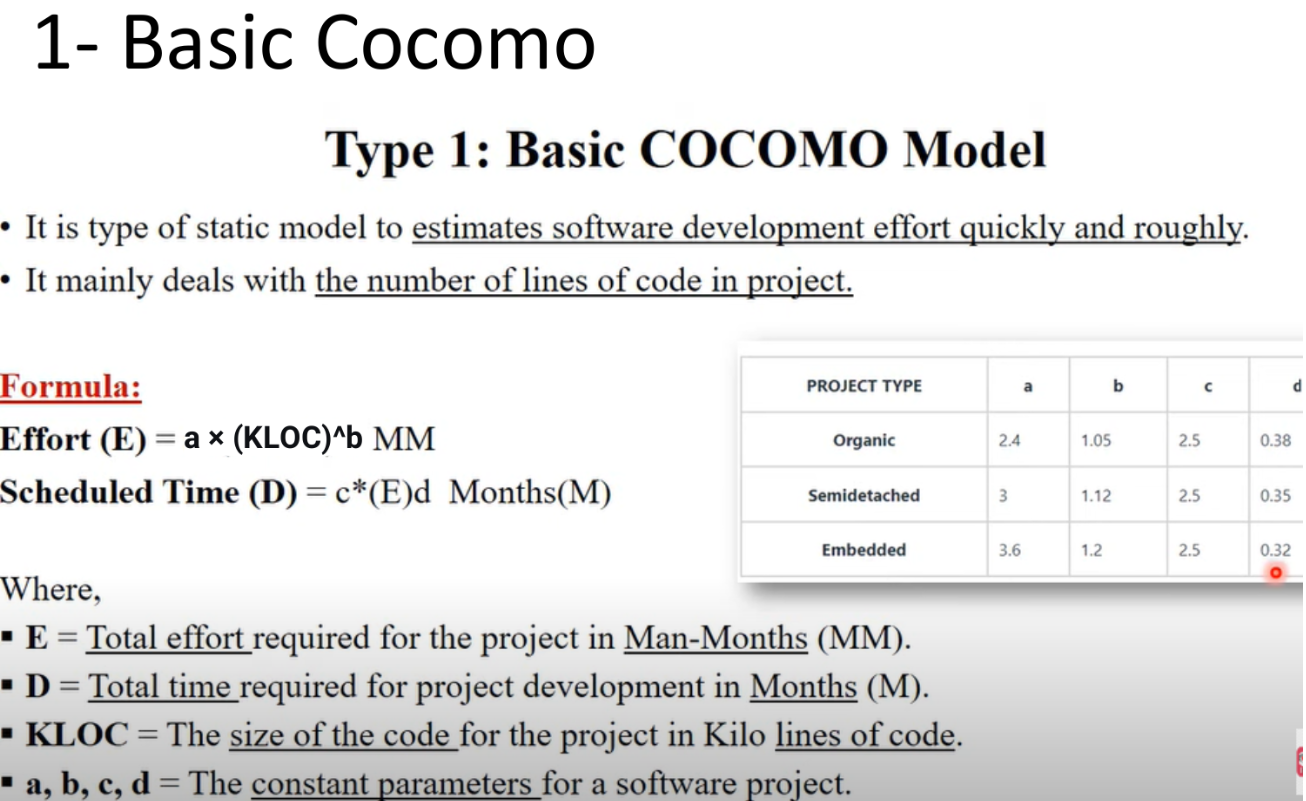 1- Basic Cocomo
Type 1: Basic COCOMO Model
• It is type of static model to estimates software development effort quickly and roughly.
• It mainly deals with the number of lines of code in project.
Formula:
Effort (E) = a × (KLOC)^b MM
Scheduled Time (D) = c*(E)d Months(M)
PROJECT TYPE a b c d
Organic 2.4 1.05 2.5 0.38
Semidetached 3 1.12 2.5 0.35
Embedded 3.6 1.2 2.5 0.32
Where,
▪ E = Total effort required for the project in Man-Months (MM).
▪ D = Total time required for project development in Months (M).
▪ KLOC = The size of the code for the project in Kilo lines of code.
▪ a, b, c, d = The constant parameters for a software project.